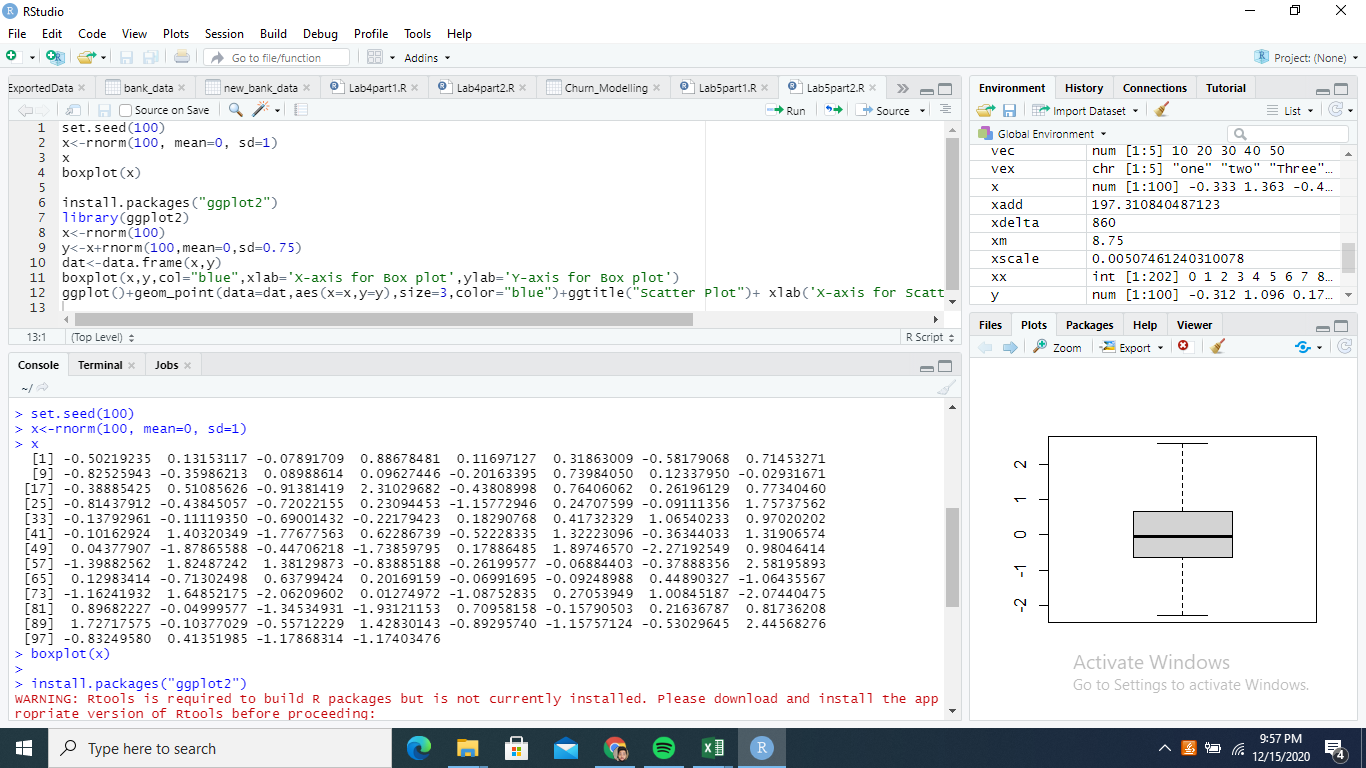 RStudio
File Edit Code View Plots Session Build Debug Profile Tools Help
Go to file/function Addins Project: (None)
ExportedData bank_data new_bank_data Lab4part1.R Lab4part2.R Churn_Modelling Lab5part1.R Lab5part2.R
Source on Save Run Source
1 set.seed(100)
2 x<-rnorm(100, mean=0, sd=1)
3 x
4 boxplot(x)
5
6 install.packages("ggplot2")
7 library(ggplot2)
8 x<-rnorm(100)
9 y<-x+rnorm(100,mean=0,sd=0.75)
10 dat<-data.frame(x,y)
11 boxplot(x,y,col="blue",xlab='X-axis for Box plot',ylab='Y-axis for Box plot')
12 ggplot()+geom_point(data=dat,aes(x=x,y=y),size=3,color="blue")+ggtitle("Scatter Plot")+ xlab('X-axis for Scatt
13
13:1 (Top Level) R Script
Console Terminal Jobs
~/
> set.seed(100)
> x<-rnorm(100, mean=0, sd=1)
> x
[1] -0.50219235 0.13153117 -0.07891709 0.88678481 0.11697127 0.31863009 -0.58179068 0.71453271
[9] -0.82525943 -0.35986213 0.08988614 0.09627446 -0.20163395 0.73984050 0.12337950 -0.02931671
[17] -0.38885425 0.51085626 -0.91381419 2.31029682 -0.43808998 0.76406062 0.26196129 0.77340460
[25] -0.81437912 -0.43845057 -0.72022155 0.23094453 -1.15772946 0.24707599 -0.09111356 1.75737562
[33] -0.13792961 -0.11119350 -0.69001432 -0.22179423 0.18290768 0.41732329 1.06540233 0.97020202
[41] -0.10162924 1.40320349 -1.77677563 0.62286739 -0.52228335 1.32223096 -0.36344033 1.31906574
[49] 0.04377907 -1.87865588 -0.44706218 -1.73859795 0.17886485 1.89746570 -2.27192549 0.98046414
[57] -1.39882562 1.82487242 1.38129873 -0.83885188 -0.26199577 -0.06884403 -0.37888356 2.58195893
[65] 0.12983414 -0.71302498 0.63799424 0.20169159 -0.06991695 -0.09248988 0.44890327 -1.06435567
[73] -1.16241932 1.64852175 -2.06209602 0.01274972 -1.08752835 0.27053949 1.00845187 -2.07440475
[81] 0.89682227 -0.04999577 -1.34534931 -1.93121153 0.70958158 -0.15790503 0.21636787 0.81736208
[89] 1.72717575 -0.10377029 -0.55712229 1.42830143 -0.89295740 -1.15757124 -0.53029645 2.44568276
[97] -0.83249580 0.41351985 -1.17868314 -1.17403476
> boxplot(x)
>
> install.packages("ggplot2")
WARNING: Rtools is required to build R packages but is not currently installed. Please download and install the app
ropriate version of Rtools before proceeding:
Environment History Connections Tutorial
Import Dataset List
Global Environment
vec num [1:5] 10 20 30 40 50
vex chr [1:5] "one" "two" "Three"…
x num [1:100] -0.333 1.363 -0.4…
xadd 197.310840487123
xdelta 860
xm 8.75
xscale 0.00507461240310078
xx int [1:202] 0 1 2 3 4 5 6 7 8…
y num [1:100] -0.312 1.096 0.17…
Files Plots Packages Help Viewer
Zoom Export
2
1
0
-1
-2
Activate Windows
Go to Settings to activate Windows.
Type here to search
9:57 PM
12/15/2020
4